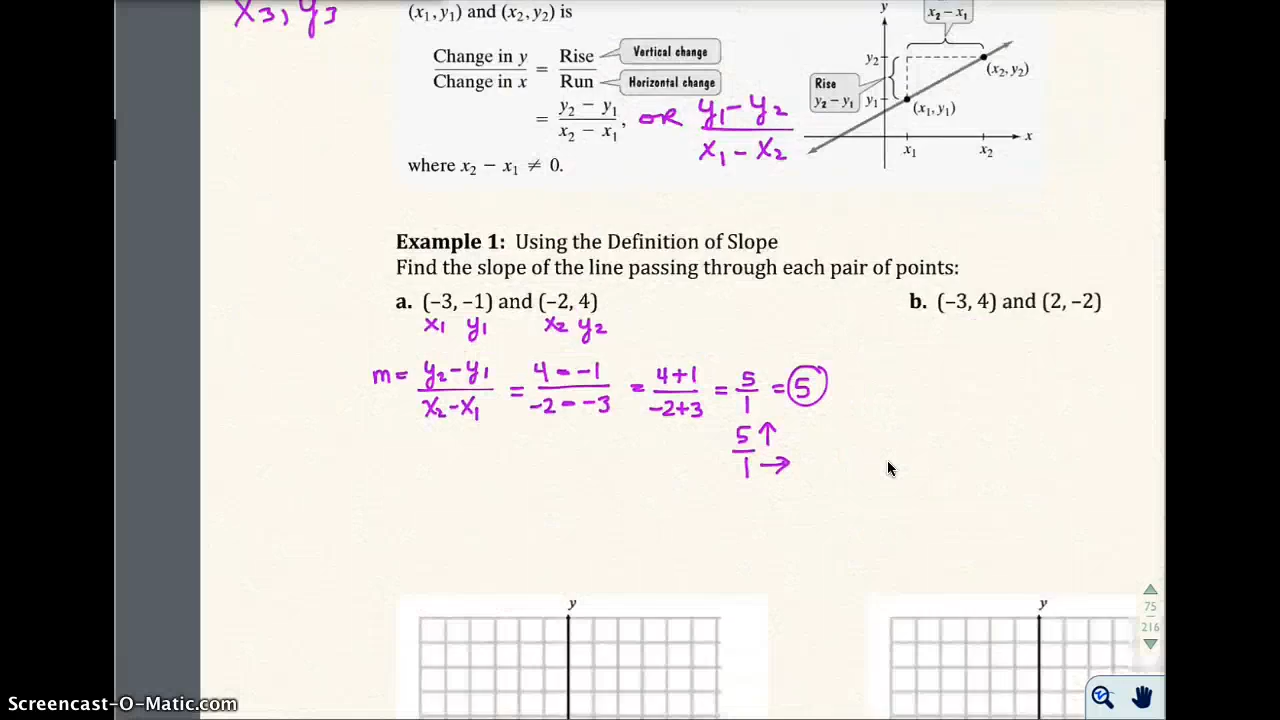 x3, y3
(x1, y1) and (x2, y2) is
Change in y / Change in x = Rise / Run
Vertical change
Horizontal change
= y2 − y1 / x2 − x1, OR y1 − y2 / x1 − x2
where x2 − x1 ≠ 0.
x2 − x1
y
y2
(x2, y2)
Rise
y2 − y1
y1
(x1, y1)
x
x1 x2
Example 1: Using the Definition of Slope
Find the slope of the line passing through each pair of points:
a. (–3, –1) and (–2, 4)
b. (–3, 4) and (2, –2)
x1 y1 x2 y2
m = y2 − y1 / x2 − x1 = 4 − −1 / −2 − −3 = 4+1 / −2+3 = 5/1 = 5
5 ↑
1 →
y
y
75
216
Screencast-O-Matic.com